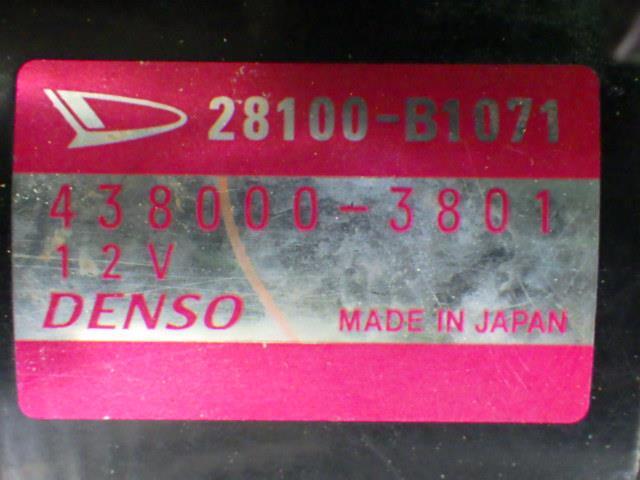 28100-B1071
438000-3801
12V
DENSO MADE IN JAPAN